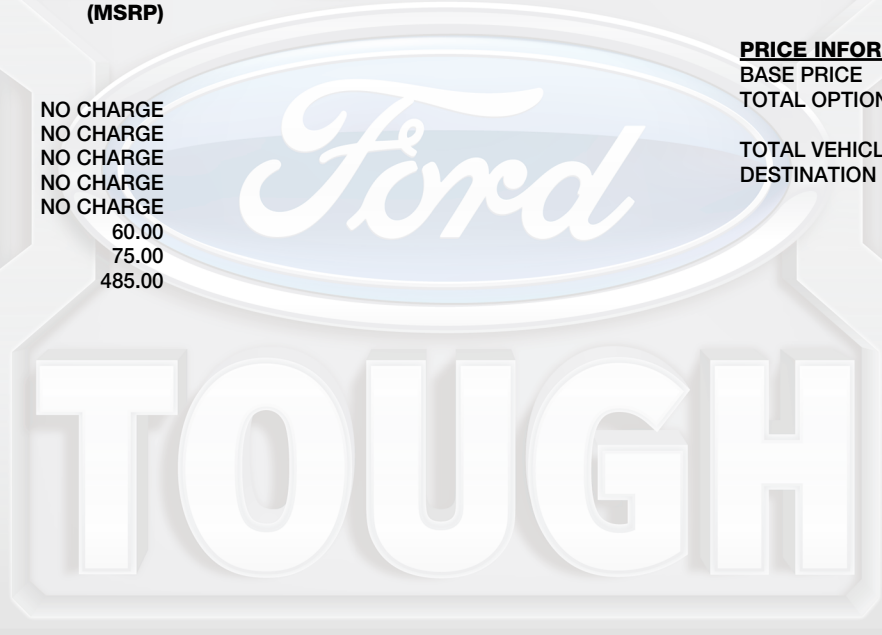 (MSRP)
NO CHARGE
NO CHARGE
NO CHARGE
NO CHARGE
NO CHARGE
60.00
75.00
485.00
PRICE INFOR
BASE PRICE
TOTAL OPTION
TOTAL VEHICL
DESTINATION
Ford
TOUGH